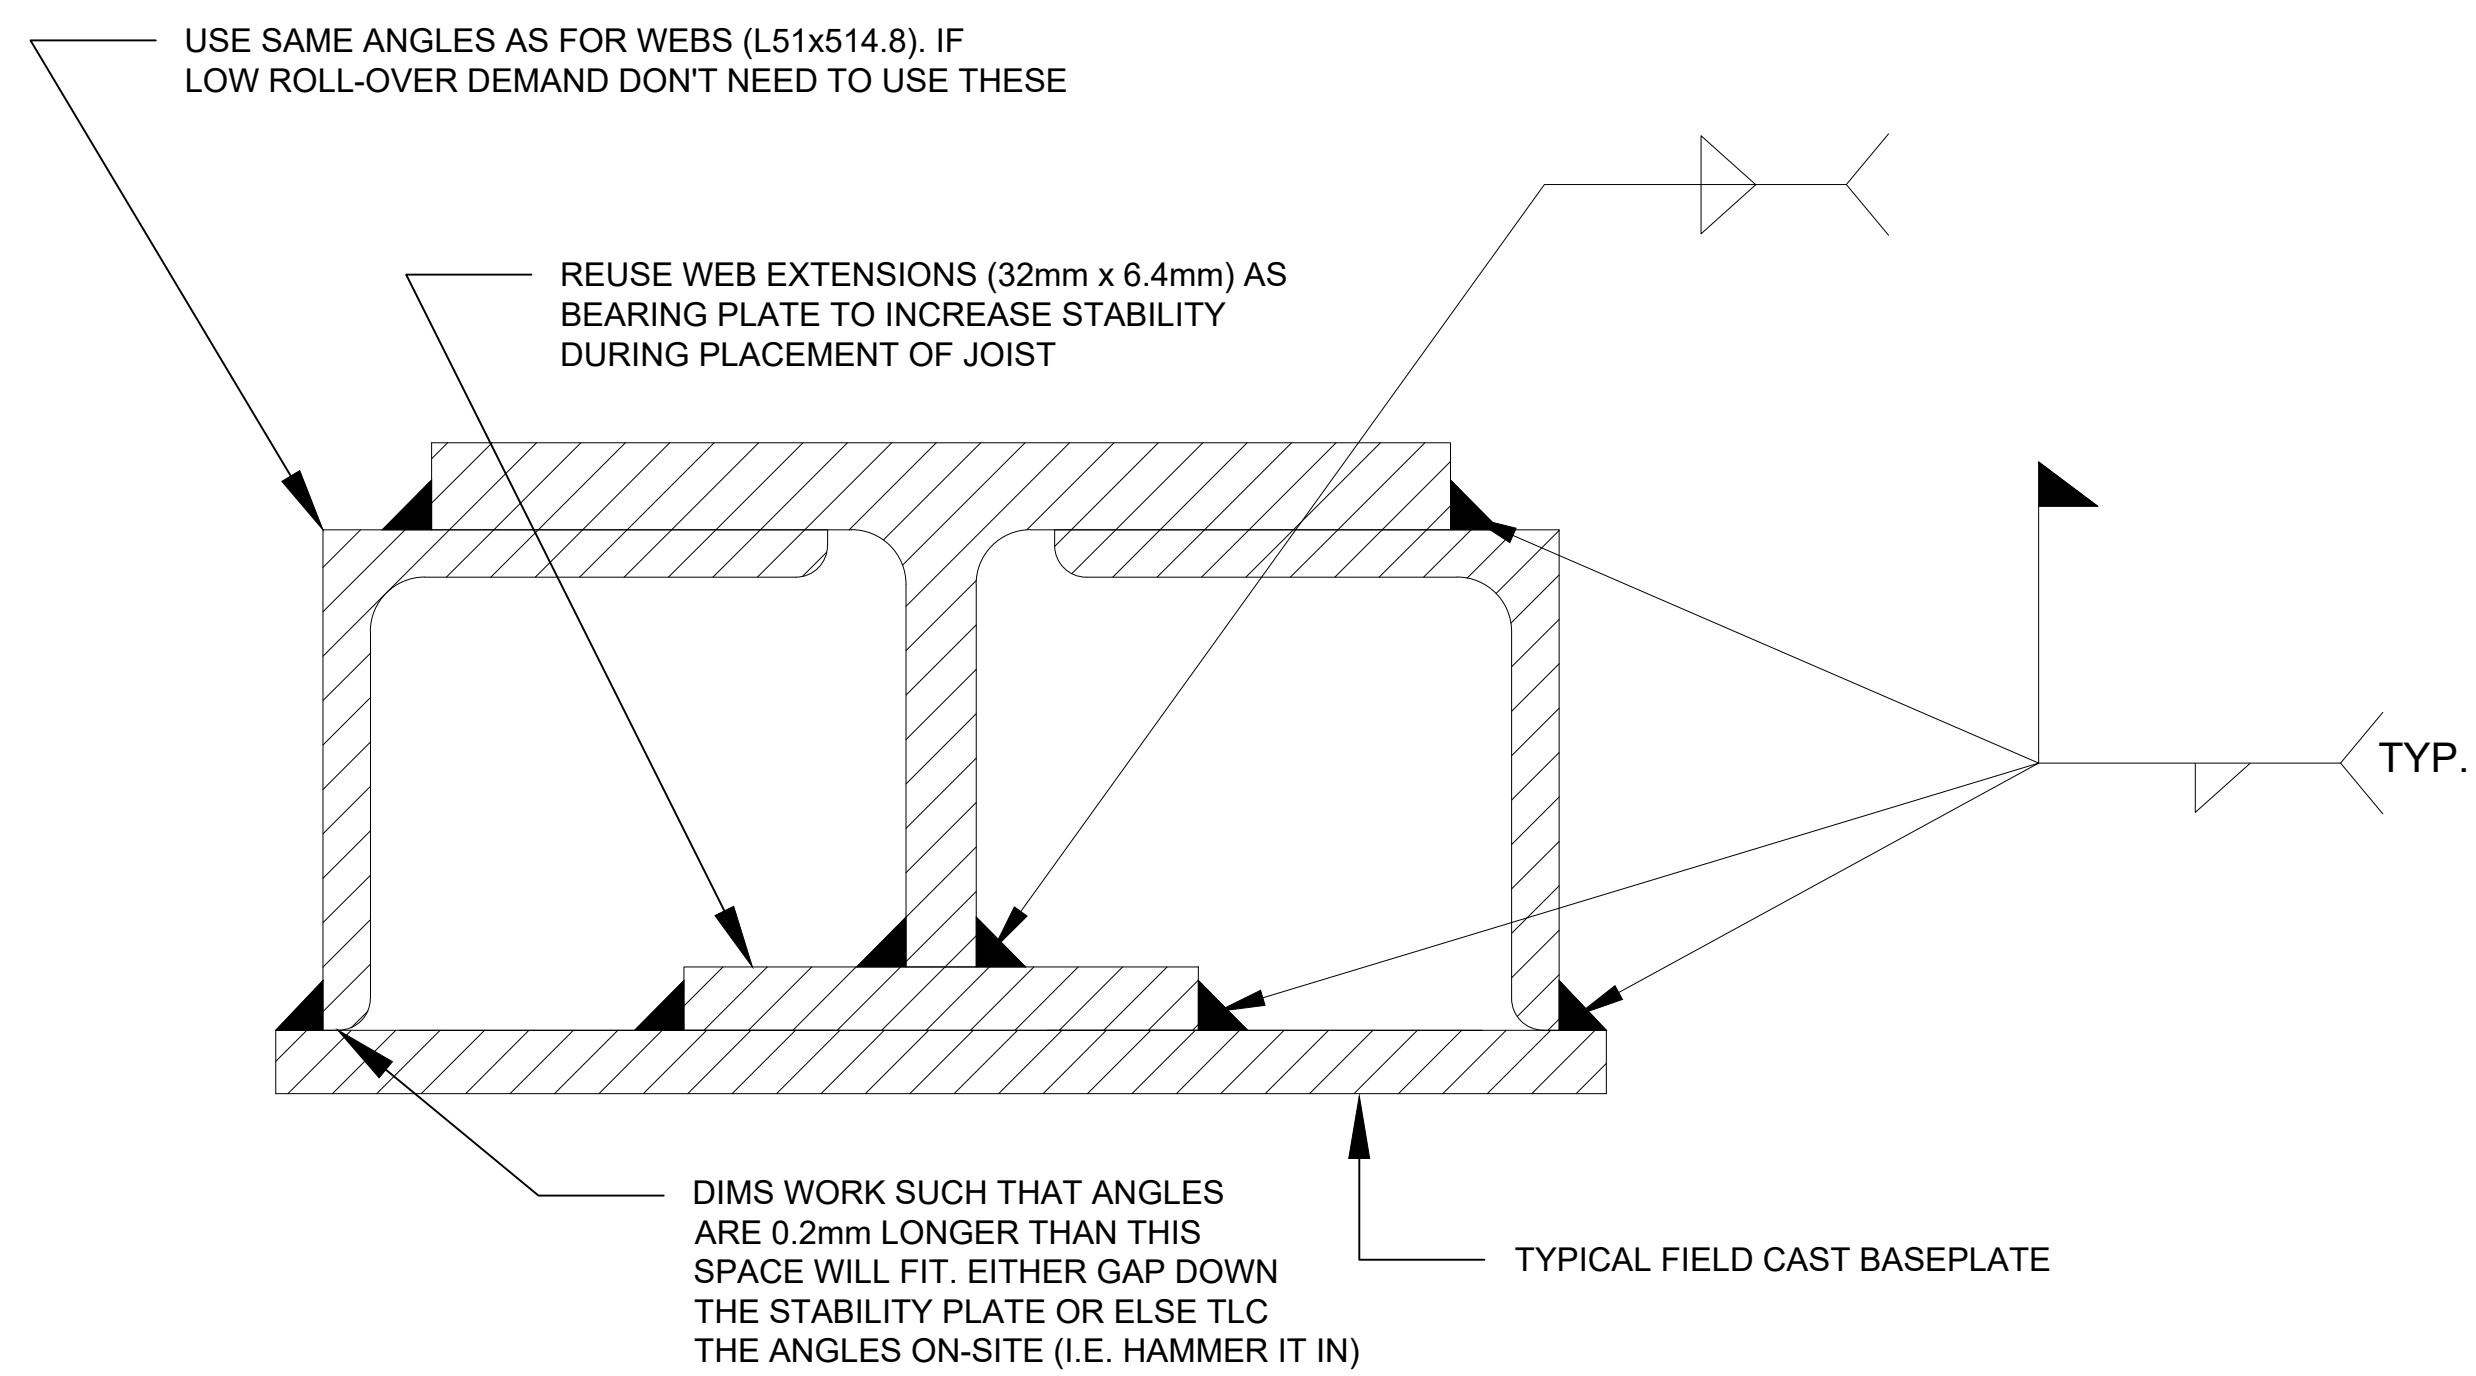 USE SAME ANGLES AS FOR WEBS (L51x514.8). IF
LOW ROLL-OVER DEMAND DON'T NEED TO USE THESE
REUSE WEB EXTENSIONS (32mm x 6.4mm) AS
BEARING PLATE TO INCREASE STABILITY
DURING PLACEMENT OF JOIST
TYP.
DIMS WORK SUCH THAT ANGLES
ARE 0.2mm LONGER THAN THIS
SPACE WILL FIT. EITHER GAP DOWN
THE STABILITY PLATE OR ELSE TLC
THE ANGLES ON-SITE (I.E. HAMMER IT IN)
TYPICAL FIELD CAST BASEPLATE